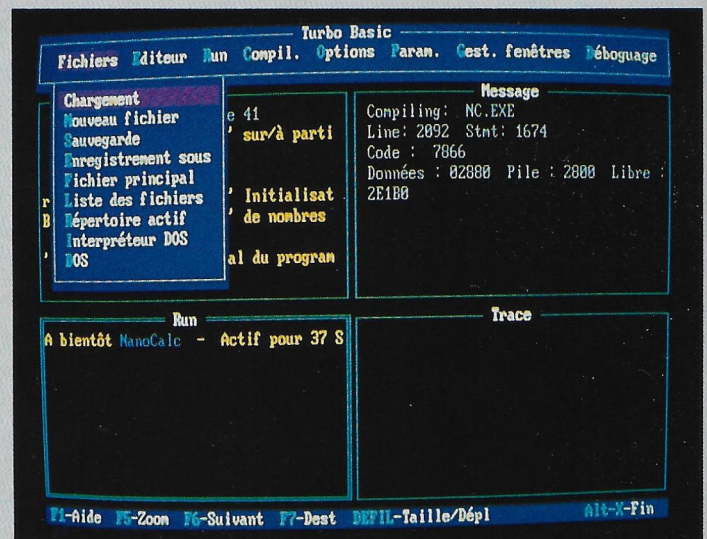 Turbo Basic
Fichiers Editeur Run Compil. Options Param. Gest. fenêtres Déboguage
Chargement
Nouveau fichier
Sauvegarde
Enregistrement sous
Fichier principal
Liste des fichiers
Répertoire actif
Interpréteur DOS
DOS
e 41
' sur/à parti
r ' Initialisat
B ' de nombres
' al du program
Message
Compiling: NC.EXE
Line: 2092 Stmt: 1674
Code : 7866
Données : 02880 Pile : 2800 Libre :
2E1B0
Run
A bientôt NanoCalc - Actif pour 37 S
Trace
F1-Aide F5-Zoom F6-Suivant F7-Dest DEFIL-Taille/Dépl Alt-X-Fin